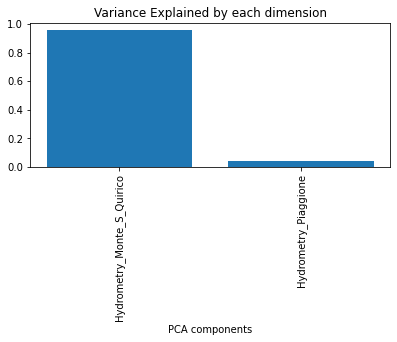 Variance Explained by each dimension
1.0
0.8
0.6
0.4
0.2
0.0
Hydrometry_Monte_S_Quirico
Hydrometry_Piaggione
PCA components